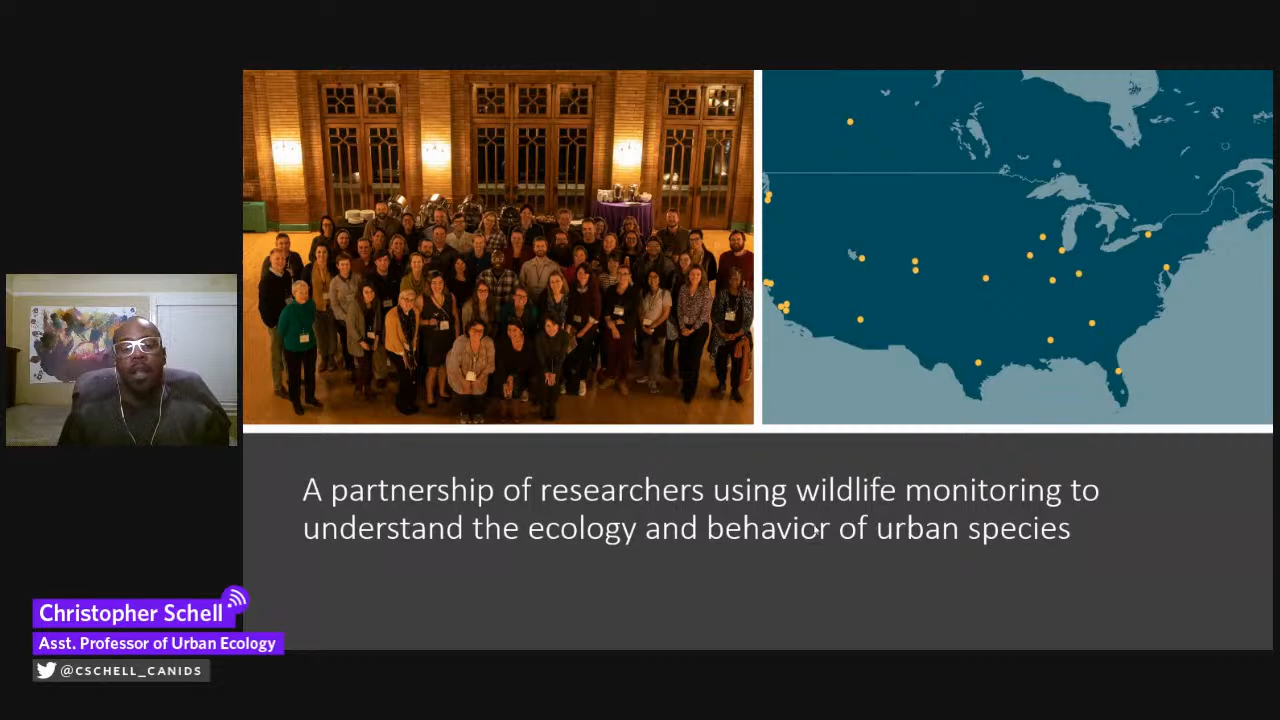 A partnership of researchers using wildlife monitoring to
understand the ecology and behavior of urban species
Christopher Schell
Asst. Professor of Urban Ecology
@CSCHELL_CANIDS